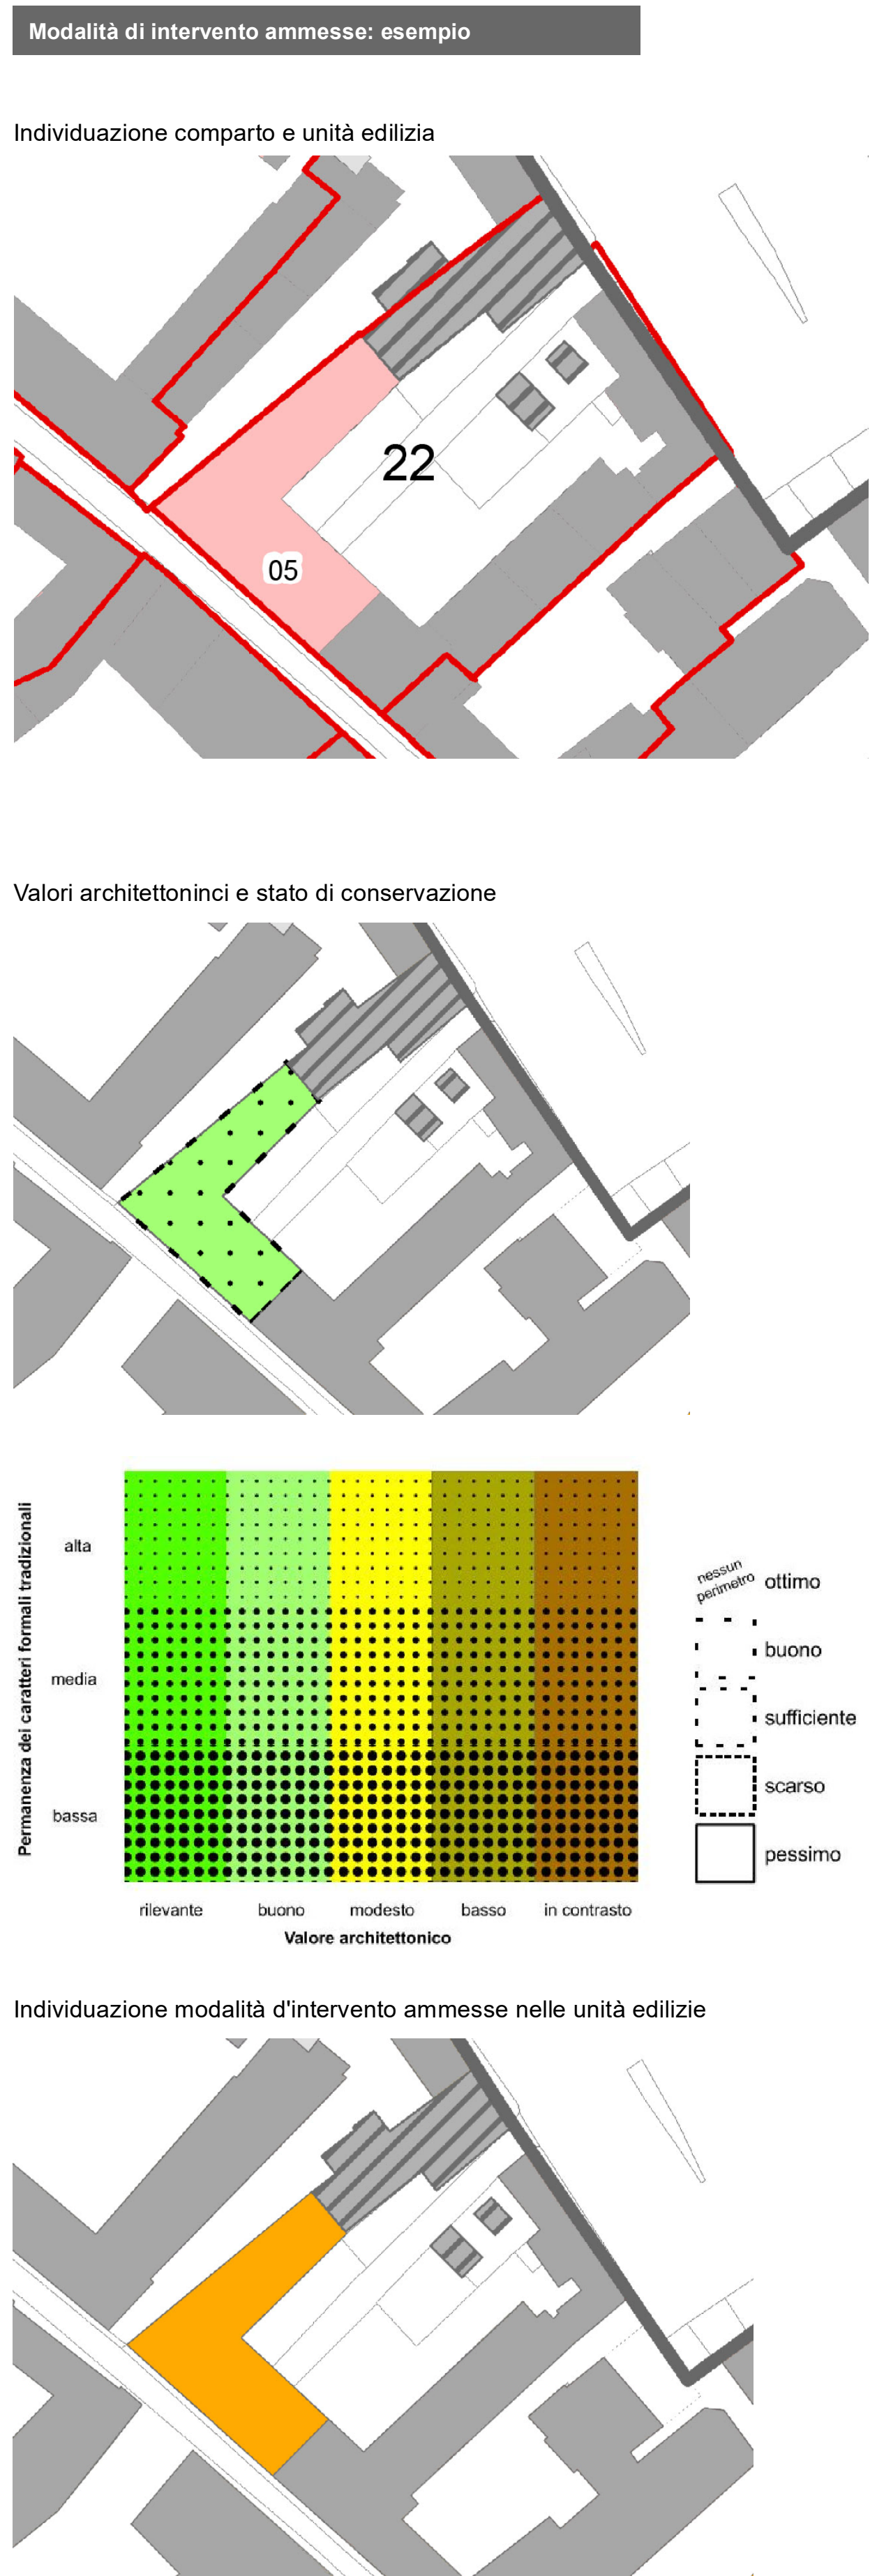 Modalità di intervento ammesse: esempio
Individuazione comparto e unità edilizia
22
05
Valori architettoninci e stato di conservazione
Permanenza dei caratteri formali tradizionali
alta
media
bassa
rilevante buono modesto basso in contrasto
Valore architettonico
nessun
perimetro
ottimo
buono
sufficiente
scarso
pessimo
Individuazione modalità d'intervento ammesse nelle unità edilizie